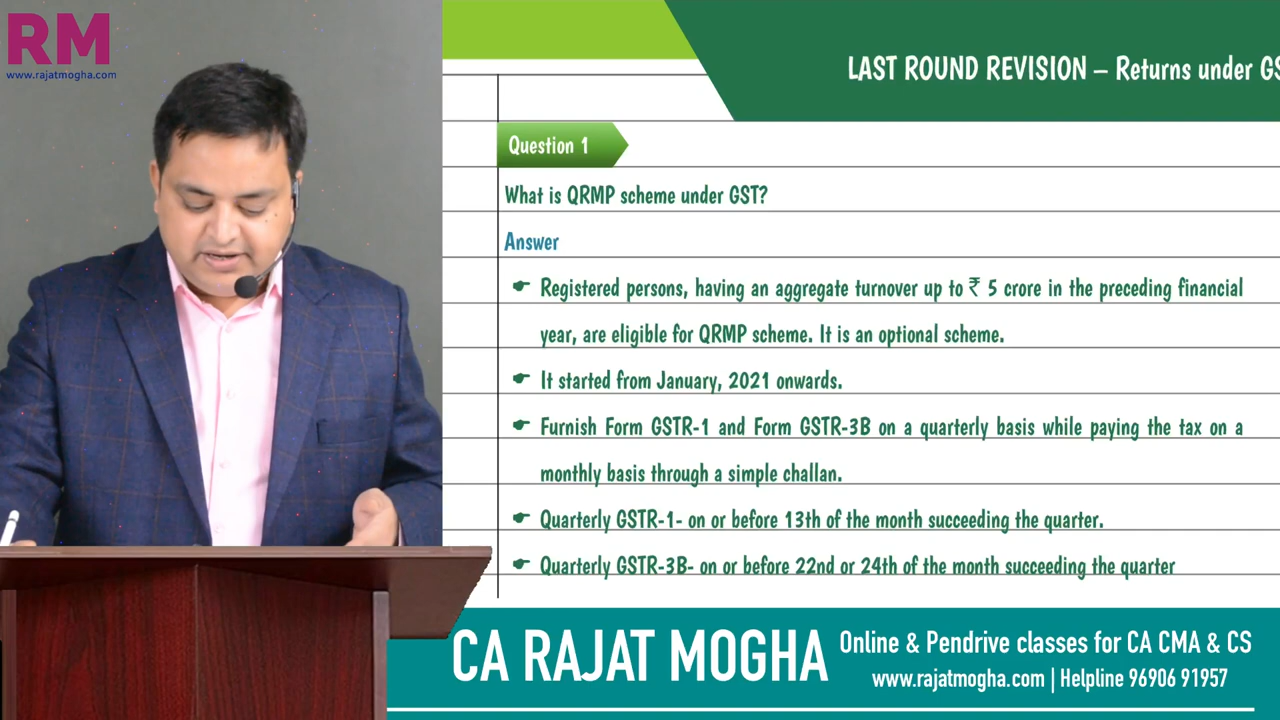 RM
www.rajatmogha.com
LAST ROUND REVISION – Returns under GS
Question 1
What is QRMP scheme under GST?
Answer
Registered persons, having an aggregate turnover up to ₹ 5 crore in the preceding financial
year, are eligible for QRMP scheme. It is an optional scheme.
It started from January, 2021 onwards.
Furnish Form GSTR-1 and Form GSTR-3B on a quarterly basis while paying the tax on a
monthly basis through a simple challan.
Quarterly GSTR-1- on or before 13th of the month succeeding the quarter.
Quarterly GSTR-3B- on or before 22nd or 24th of the month succeeding the quarter
CA RAJAT MOGHA
Online & Pendrive classes for CA CMA & CS
www.rajatmogha.com | Helpline 96906 91957